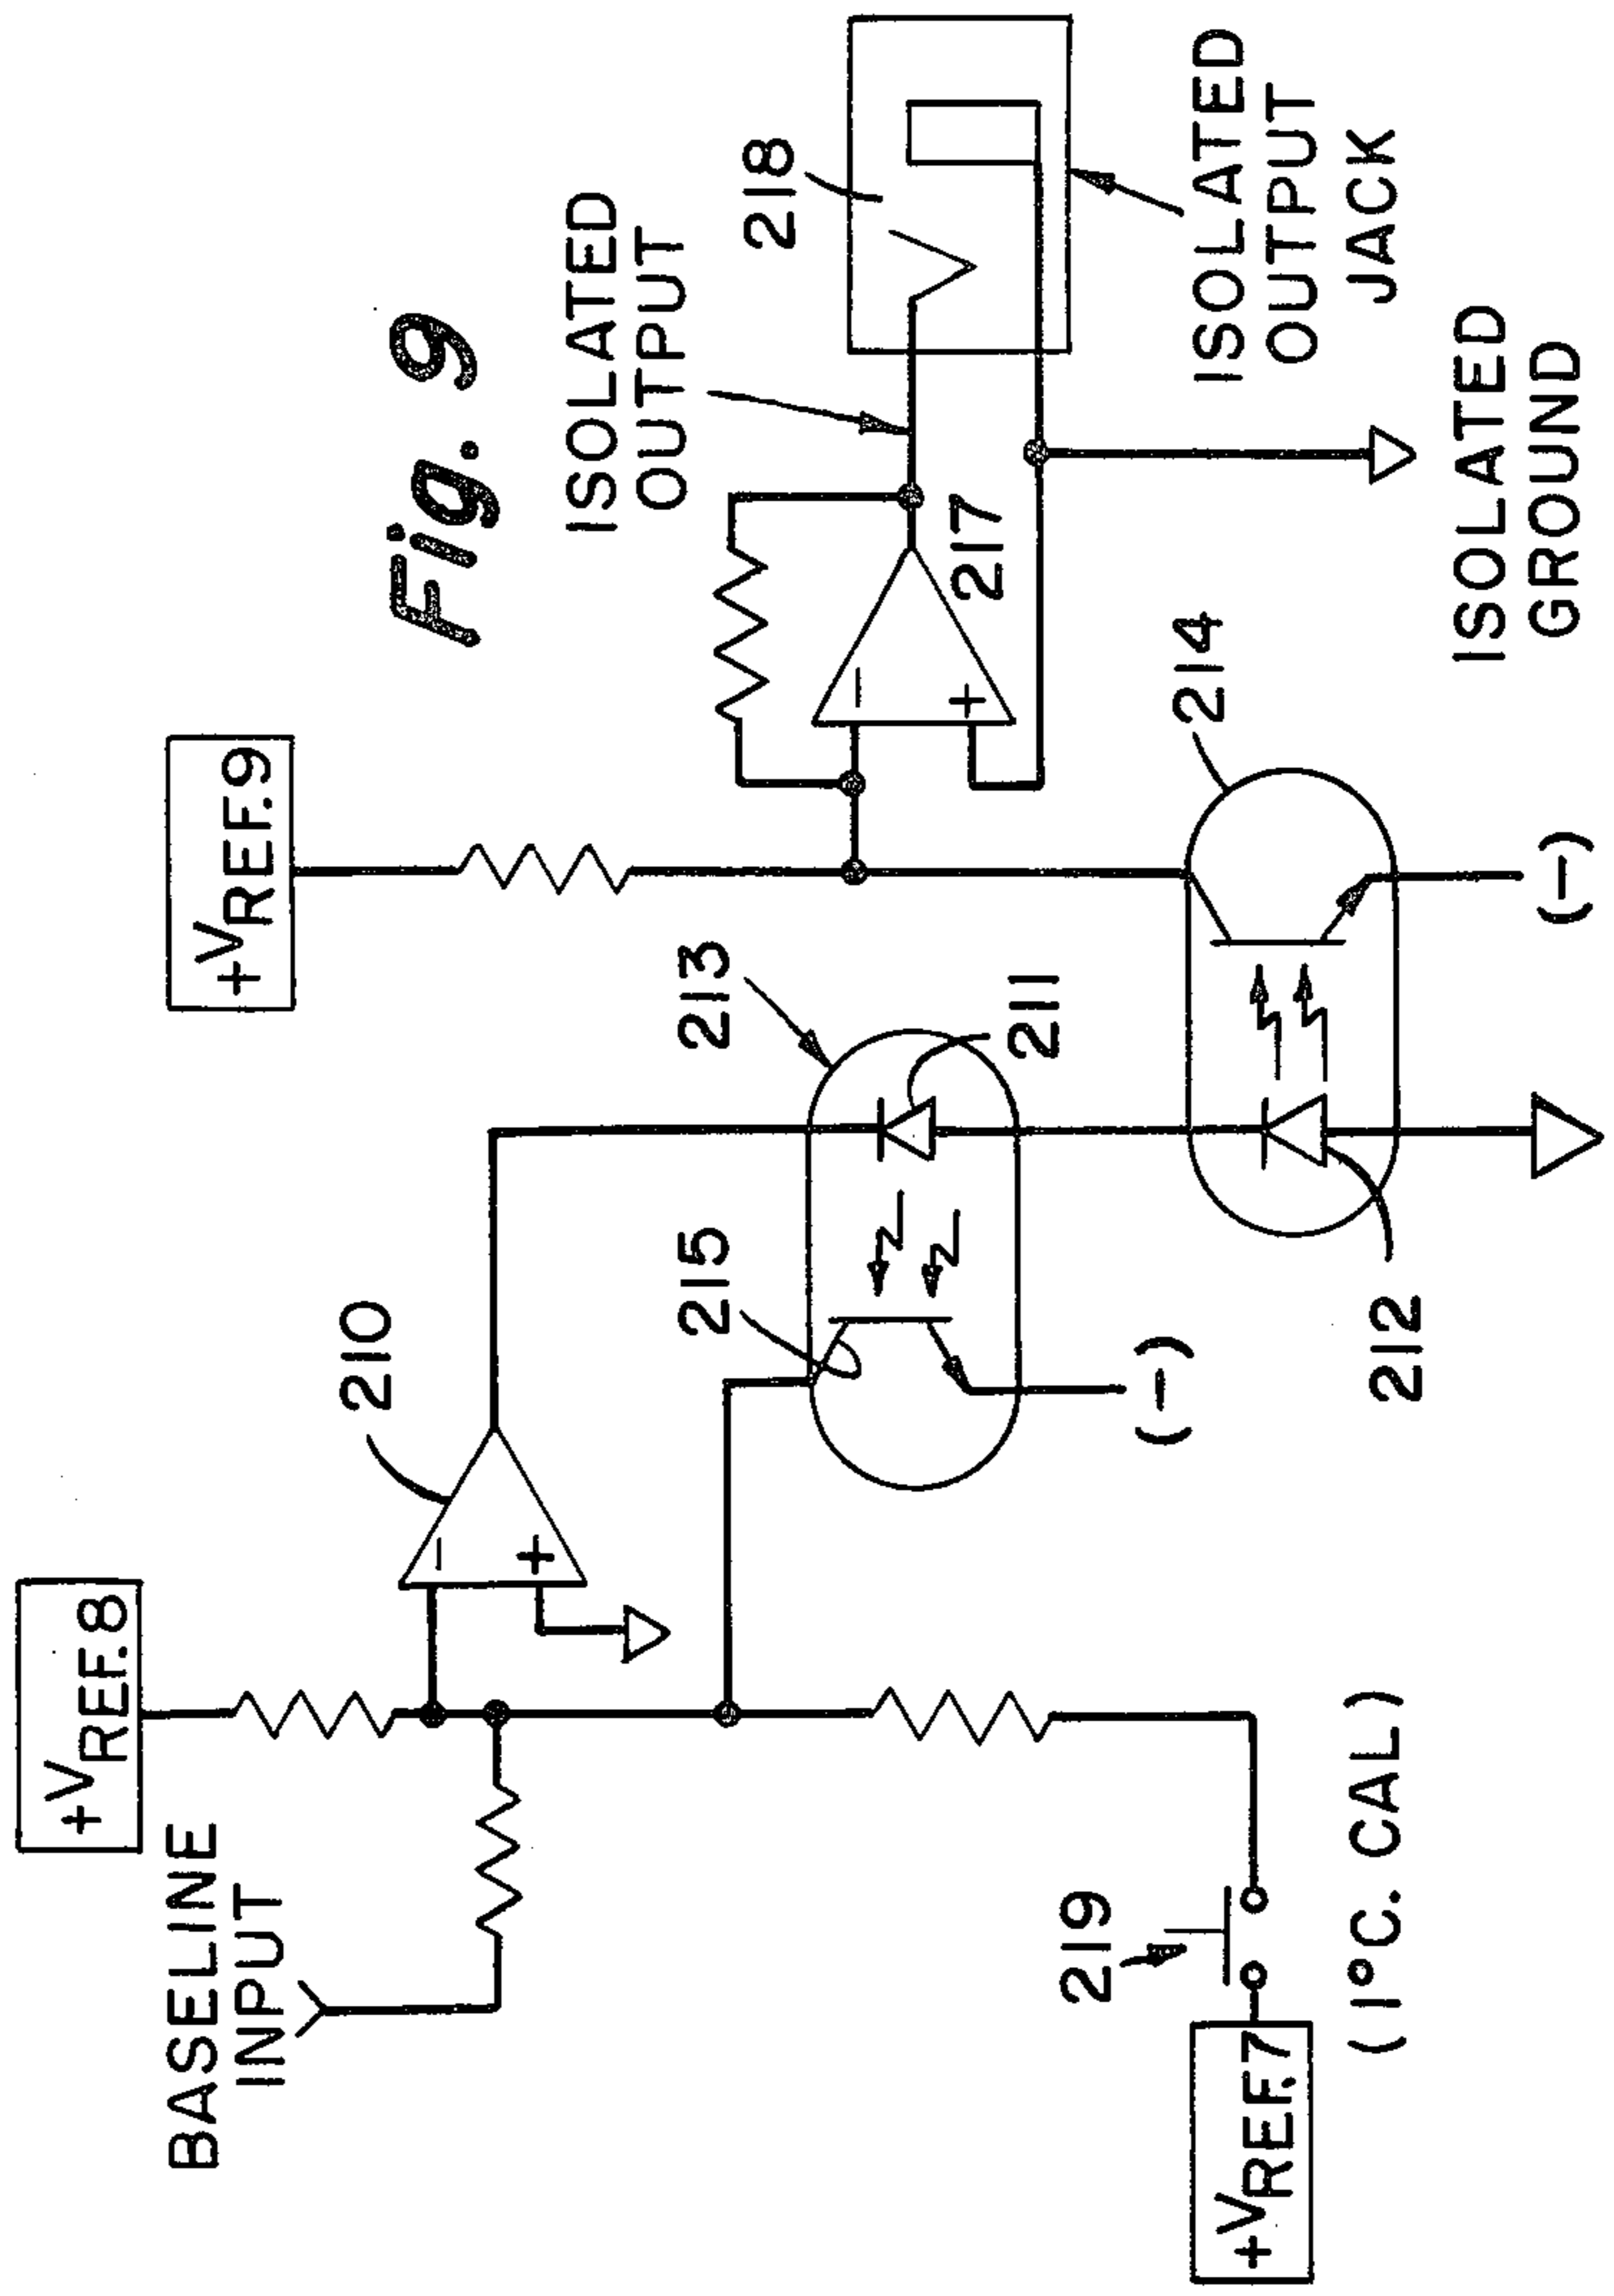 Fig. 9
+VREF.8
BASELINE
INPUT
210
-
+
+VREF.9
ISOLATED
OUTPUT
218
-
+
217
213
215
211
(-)
214
212
(-)
ISOLATED
OUTPUT
JACK
ISOLATED
GROUND
219
+VREF.7
(1°C. CAL)